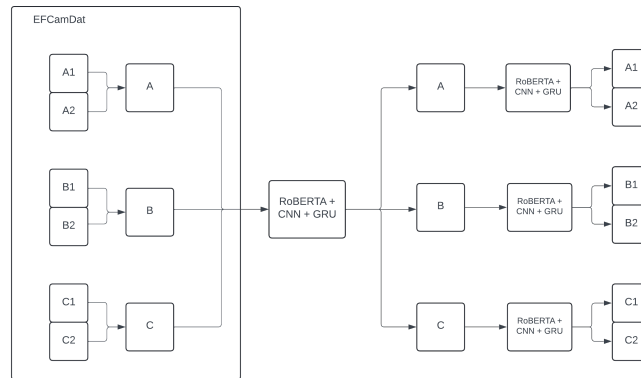 EFCamDat
A1
A2
A
B1
B2
B
C1
C2
C
RoBERTA +
CNN + GRU
A
RoBERTA +
CNN + GRU
A1
A2
B
RoBERTA +
CNN + GRU
B1
B2
C
RoBERTA +
CNN + GRU
C1
C2